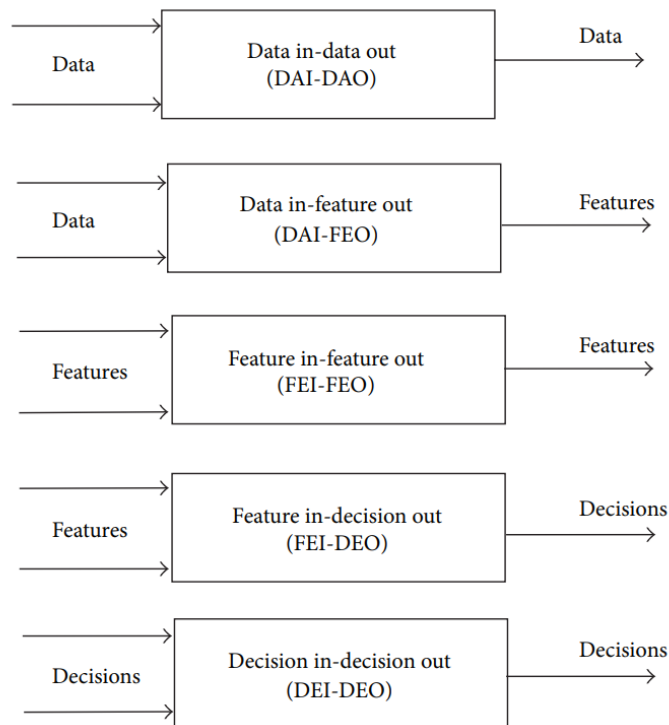 Data
Data in-data out
(DAI-DAO)
Data
Data
Data in-feature out
(DAI-FEO)
Features
Features
Feature in-feature out
(FEI-FEO)
Features
Features
Feature in-decision out
(FEI-DEO)
Decisions
Decisions
Decision in-decision out
(DEI-DEO)
Decisions